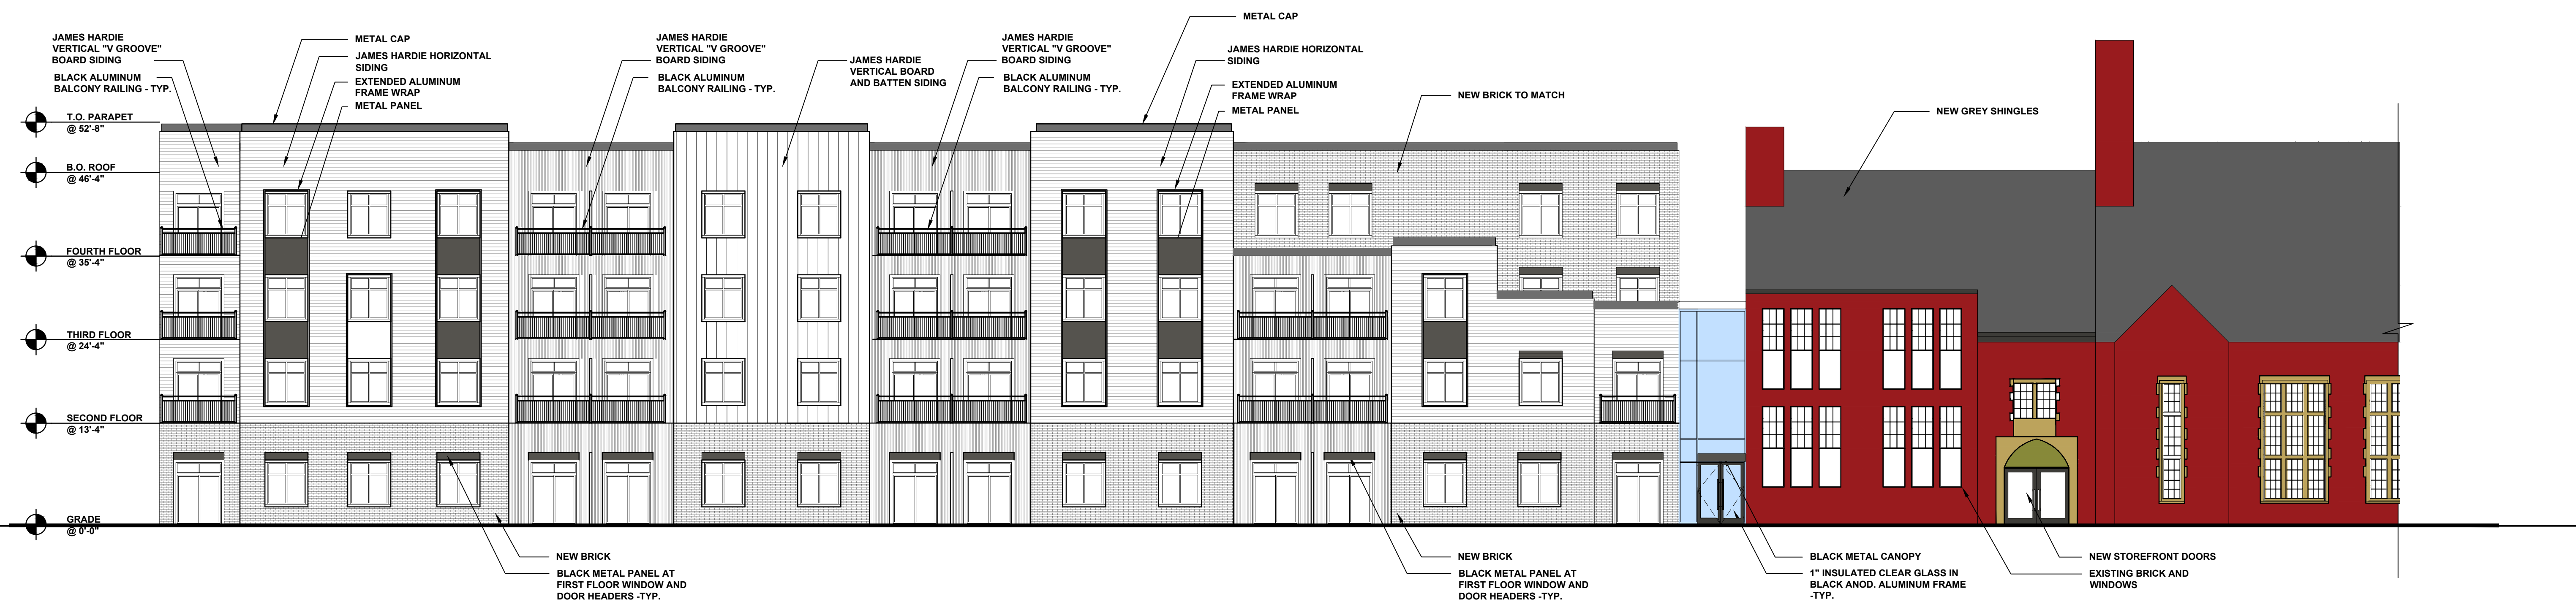 METAL CAP
JAMES HARDIE
VERTICAL "V GROOVE"
BOARD SIDING
BLACK ALUMINUM
BALCONY RAILING - TYP.
METAL CAP
JAMES HARDIE HORIZONTAL
SIDING
EXTENDED ALUMINUM
FRAME WRAP
METAL PANEL
JAMES HARDIE
VERTICAL "V GROOVE"
BOARD SIDING
BLACK ALUMINUM
BALCONY RAILING - TYP.
JAMES HARDIE
VERTICAL BOARD
AND BATTEN SIDING
JAMES HARDIE
VERTICAL "V GROOVE"
BOARD SIDING
BLACK ALUMINUM
BALCONY RAILING - TYP.
JAMES HARDIE HORIZONTAL
SIDING
EXTENDED ALUMINUM
FRAME WRAP
METAL PANEL
NEW BRICK TO MATCH
NEW GREY SHINGLES
T.O. PARAPET
@ 52'-8"
B.O. ROOF
@ 46'-4"
FOURTH FLOOR
@ 35'-4"
THIRD FLOOR
@ 24'-4"
SECOND FLOOR
@ 13'-4"
GRADE
@ 0'-0"
NEW BRICK
BLACK METAL PANEL AT
FIRST FLOOR WINDOW AND
DOOR HEADERS -TYP.
NEW BRICK
BLACK METAL PANEL AT
FIRST FLOOR WINDOW AND
DOOR HEADERS -TYP.
BLACK METAL CANOPY
1" INSULATED CLEAR GLASS IN
BLACK ANOD. ALUMINUM FRAME
-TYP.
NEW STOREFRONT DOORS
EXISTING BRICK AND
WINDOWS